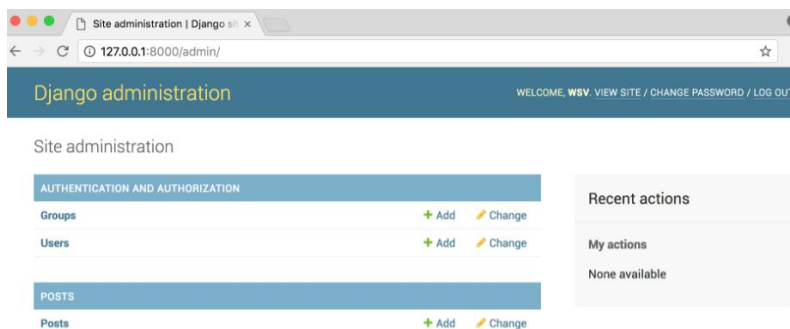 Site administration | Django si
127.0.0.1:8000/admin/
Django administration
WELCOME, WSV. VIEW SITE / CHANGE PASSWORD / LOG OUT
Site administration
AUTHENTICATION AND AUTHORIZATION
Groups + Add Change
Users + Add Change
POSTS
Posts + Add Change
Recent actions
My actions
None available